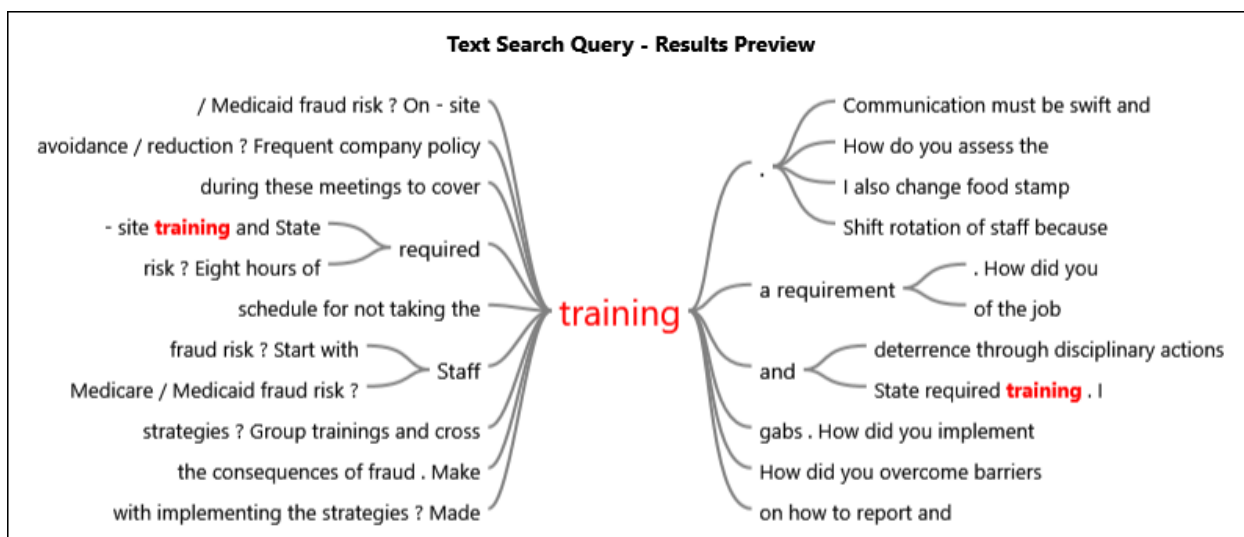 Text Search Query - Results Preview
/ Medicaid fraud risk ? On - site
avoidance / reduction ? Frequent company policy
during these meetings to cover
- site training and State
risk ? Eight hours of
required
schedule for not taking the
fraud risk ? Start with
Medicare / Medicaid fraud risk ?
Staff
strategies ? Group trainings and cross
the consequences of fraud . Make
with implementing the strategies ? Made
training
.
Communication must be swift and
How do you assess the
I also change food stamp
Shift rotation of staff because
a requirement
. How did you
of the job
and
deterrence through disciplinary actions
State required training . I
gabs . How did you implement
How did you overcome barriers
on how to report and